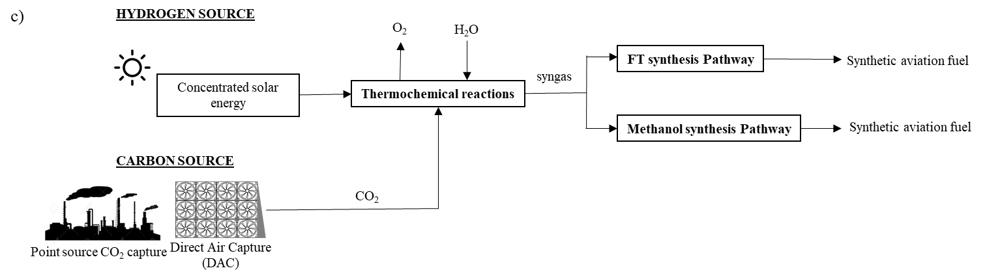 c)
HYDROGEN SOURCE
O₂
H₂O
Concentrated solar
energy
Thermochemical reactions
syngas
FT synthesis Pathway
Synthetic aviation fuel
Methanol synthesis Pathway
Synthetic aviation fuel
CARBON SOURCE
CO₂
Point source CO₂ capture
Direct Air Capture
(DAC)